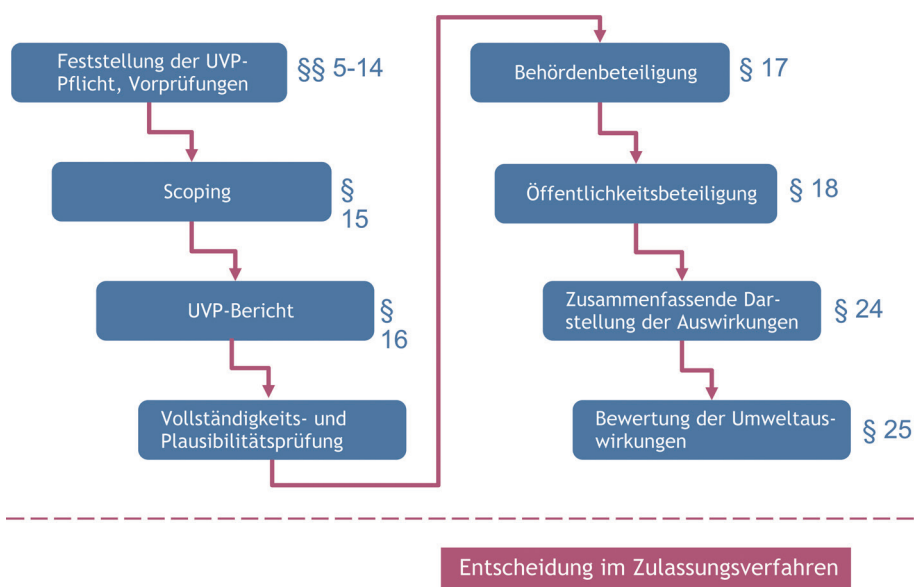 Feststellung der UVP-
Pflicht, Vorprüfungen
§§ 5-14
Scoping
§
15
UVP-Bericht
§
16
Vollständigkeits- und
Plausibilitätsprüfung
Behördenbeteiligung
§ 17
Öffentlichkeitsbeteiligung
§ 18
Zusammenfassende Dar-
stellung der Auswirkungen
§ 24
Bewertung der Umweltaus-
wirkungen
§ 25
Entscheidung im Zulassungsverfahren